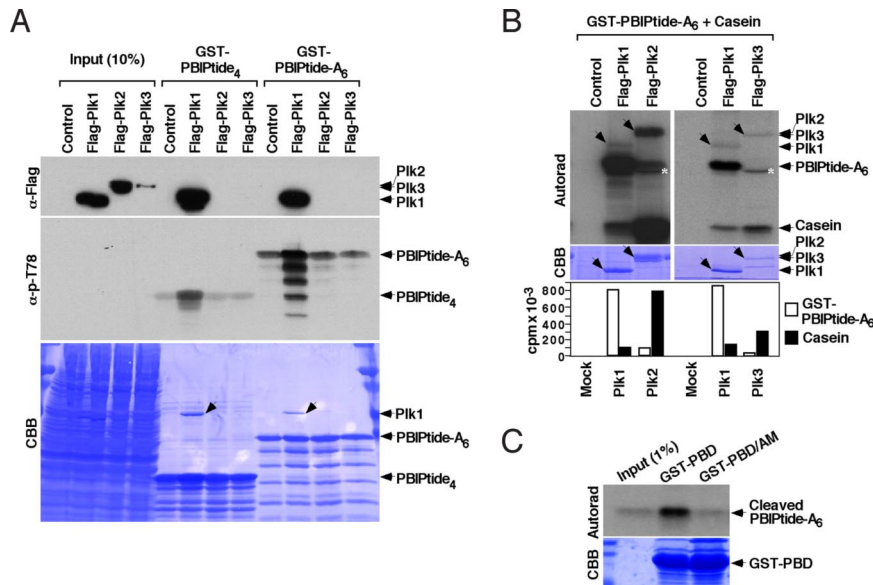 A
Input (10%)
GST-PBIPtide4
GST-PBIPtide-A6
Control
Flag-Plk1
Flag-Plk2
Flag-Plk3
Control
Flag-Plk1
Flag-Plk2
Flag-Plk3
Control
Flag-Plk1
Flag-Plk2
Flag-Plk3
α-Flag
Plk2
Plk3
Plk1
α-p-T78
PBIPtide-A6
PBIPtide4
CBB
Plk1
PBIPtide-A6
PBIPtide4
B
GST-PBIPtide-A6 + Casein
Control
Flag-Plk1
Flag-Plk2
Control
Flag-Plk1
Flag-Plk3
Autorad
*
*
Plk2
Plk3
Plk1
PBIPtide-A6
Casein
CBB
Plk2
Plk3
Plk1
cpm x 10-3
800
600
400
200
0
GST-PBIPtide-A6
Casein
Mock
Plk1
Plk2
Mock
Plk1
Plk3
C
Input (1%)
GST-PBD
GST-PBD/AM
Autorad
Cleaved
PBIPtide-A6
CBB
GST-PBD